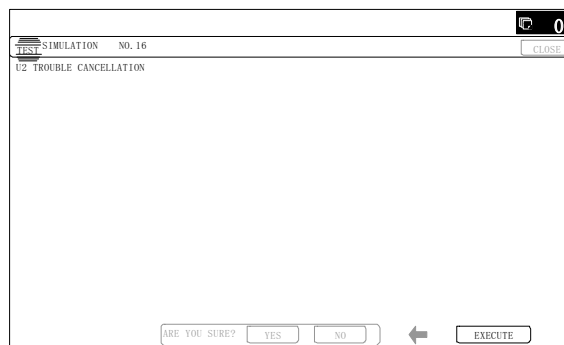 0
TEST SIMULATION NO.16
CLOSE
U2 TROUBLE CANCELLATION
ARE YOU SURE? YES NO EXECUTE